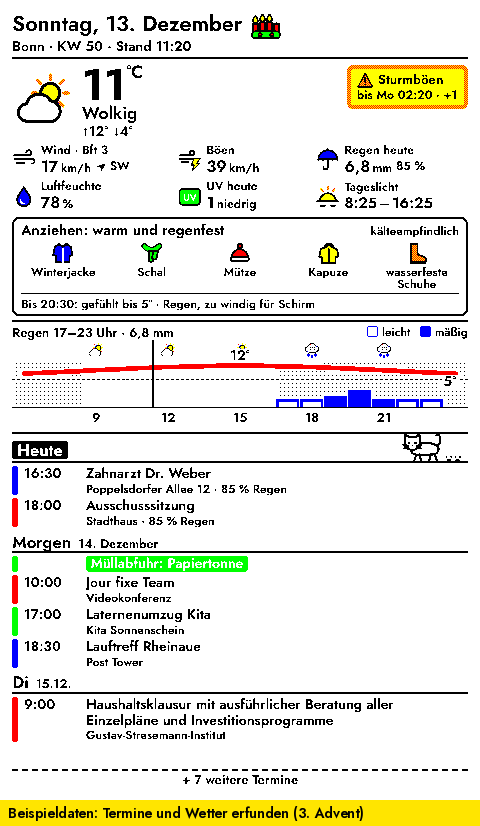 Sonntag, 13. Dezember
Bonn · KW 50 · Stand 11:20
11°C
Wolkig
↑12° ↓4°
Sturmböen
bis Mo 02:20 · +1
Wind · Bft 3
17 km/h ➤ SW
Böen
39 km/h
Regen heute
6,8 mm 85 %
Luftfeuchte
78 %
UV
UV heute
1 niedrig
Tageslicht
8:25 – 16:25
Anziehen: warm und regenfest
kälteempfindlich
Winterjacke
Schal
Mütze
Kapuze
wasserfeste
Schuhe
Bis 20:30: gefühlt bis 5° · Regen, zu windig für Schirm
Regen 17–23 Uhr · 6,8 mm
leicht
mäßig
12°
5°
9 12 15 18 21
Heute
16:30 Zahnarzt Dr. Weber
Poppelsdorfer Allee 12 · 85 % Regen
18:00 Ausschusssitzung
Stadthaus · 85 % Regen
Morgen 14. Dezember
Müllabfuhr: Papiertonne
10:00 Jour fixe Team
Videokonferenz
17:00 Laternenumzug Kita
Kita Sonnenschein
18:30 Lauftreff Rheinaue
Post Tower
Di 15.12.
9:00 Haushaltsklausur mit ausführlicher Beratung aller
Einzelpläne und Investitionsprogramme
Gustav-Stresemann-Institut
+ 7 weitere Termine
Beispieldaten: Termine und Wetter erfunden (3. Advent)